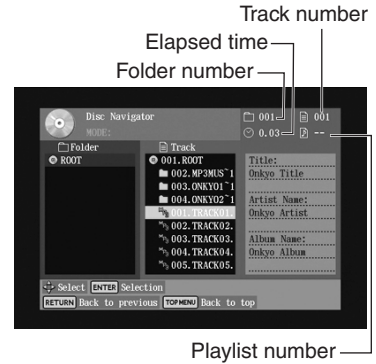 Track number
Elapsed time
Folder number
Disc Navigator
MODE:
001
001
0.03
--
Folder
Track
ROOT
001.ROOT
002.MP3MUS~1
003.ONKYO1~1
004.ONKYO2~1
001.TRACK01.
002.TRACK02.
003.TRACK03.
004.TRACK04.
005.TRACK05.
Title:
Onkyo Title
Artist Name:
Onkyo Artist
Album Name:
Onkyo Album
Select ENTER Selection
RETURN Back to previous TOP MENU Back to top
Playlist number